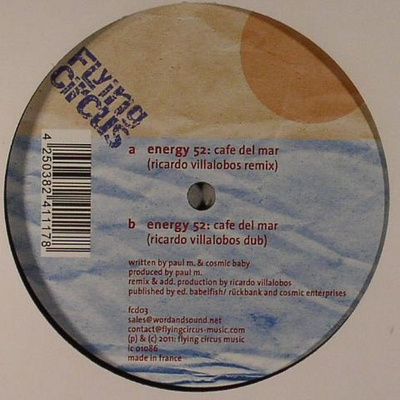 Flying
Circus
a energy 52: cafe del mar
(ricardo villalobos remix)
b energy 52: cafe del mar
(ricardo villalobos dub)
written by paul m. & cosmic baby
produced by paul m.
remix & add. production by ricardo villalobos
published by ed. babelfish/ rückbank and cosmic enterprises
fcd03
sales@wordandsound.net
contact@flyingcircus-music.com
(p) & (c) 2011: flying circus music
lc 01086
made in france
4 250382 411178